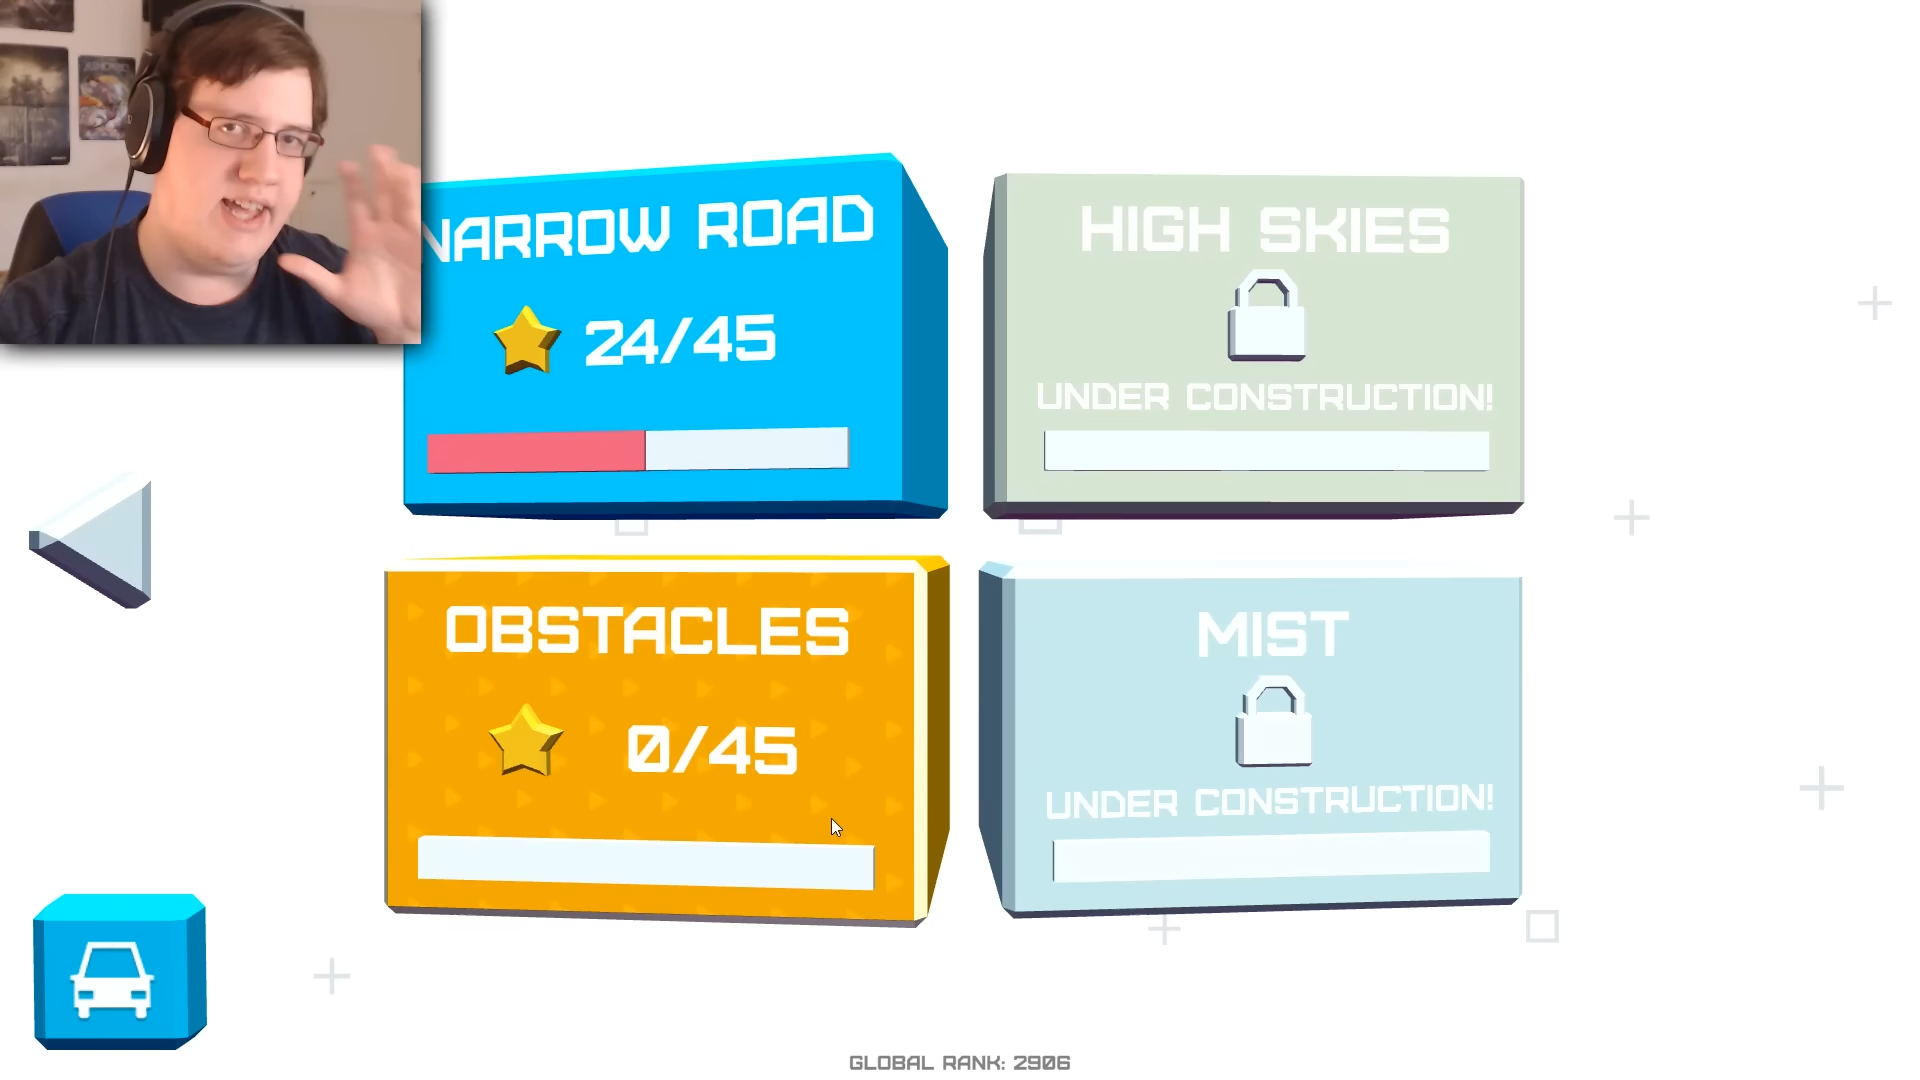 NARROW ROAD
24/45
HIGH SKIES
UNDER CONSTRUCTION!
OBSTACLES
0/45
MIST
UNDER CONSTRUCTION!
GLOBAL RANK: 2906